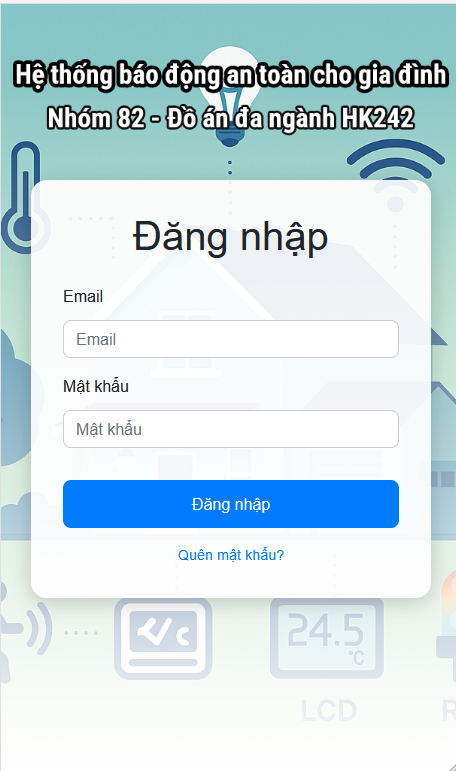 Hệ thống báo động an toàn cho gia đình
Nhóm 82 - Đồ án đa ngành HK242
Đăng nhập
Email
Email
Mật khẩu
Mật khẩu
Đăng nhập
Quên mật khẩu?
24.5
°C
LCD
R